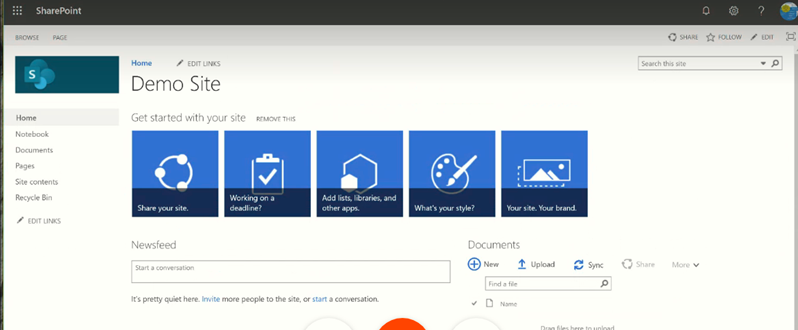 SharePoint
?
BROWSE PAGE
SHARE FOLLOW EDIT
S
Home EDIT LINKS
Search this site
Demo Site
Home
Notebook
Documents
Pages
Site contents
Recycle Bin
EDIT LINKS
Get started with your site REMOVE THIS
Share your site.
Working on a
deadline?
Add lists, libraries, and
other apps.
What's your style?
Your site. Your brand.
Newsfeed
Start a conversation
It's pretty quiet here. Invite more people to the site, or start a conversation.
Documents
New Upload Sync Share More
Find a file
Name
Drag files here to upload